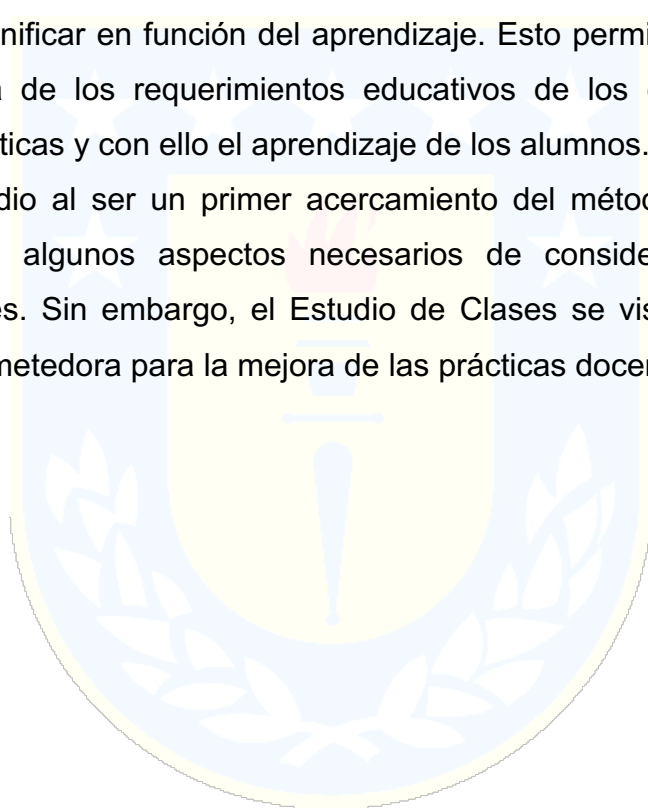 nificar en función del aprendizaje. Esto permi
de los requerimientos educativos de los
ticas y con ello el aprendizaje de los alumnos.
dio al ser un primer acercamiento del métoc
algunos aspectos necesarios de conside
es. Sin embargo, el Estudio de Clases se vis
metedora para la mejora de las prácticas docer